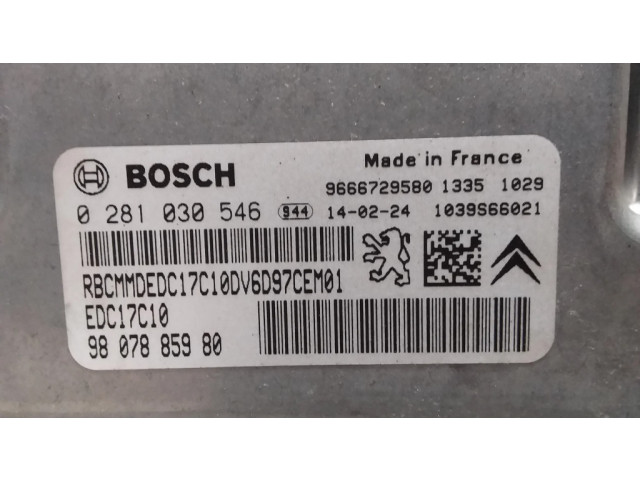 BOSCH
Made in France
9666729580 1335 1029
0 281 030 546 944 14-02-24 1039S66021
RBCMMDEDC17C10DV6D97CEM01
EDC17C10
98 078 859 80